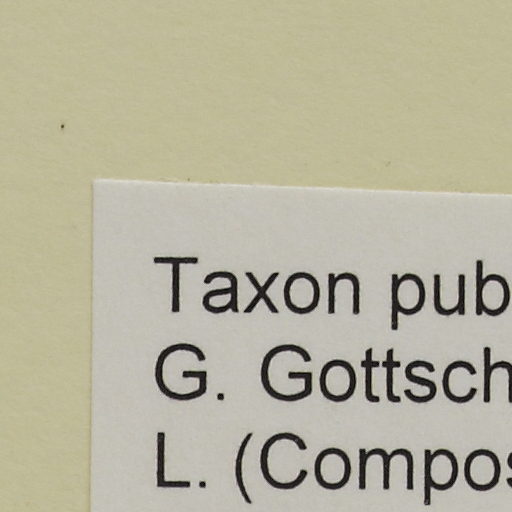 Taxon pub
G. Gottsch
L. (Compos